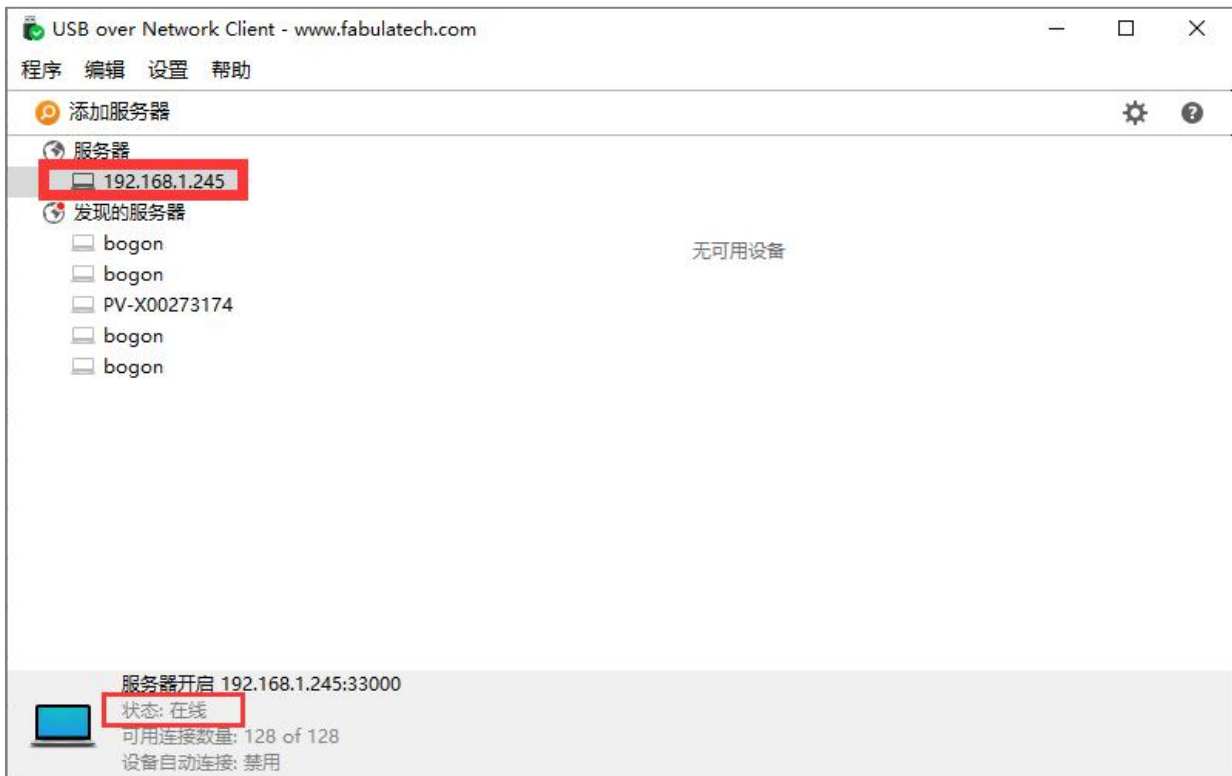 USB over Network Client - www.fabulatech.com
程序 编辑 设置 帮助
添加服务器
服务器
192.168.1.245
发现的服务器
bogon
无可用设备
bogon
PV-X00273174
bogon
bogon
服务器开启 192.168.1.245:33000
状态: 在线
可用连接数量: 128 of 128
设备自动连接: 禁用